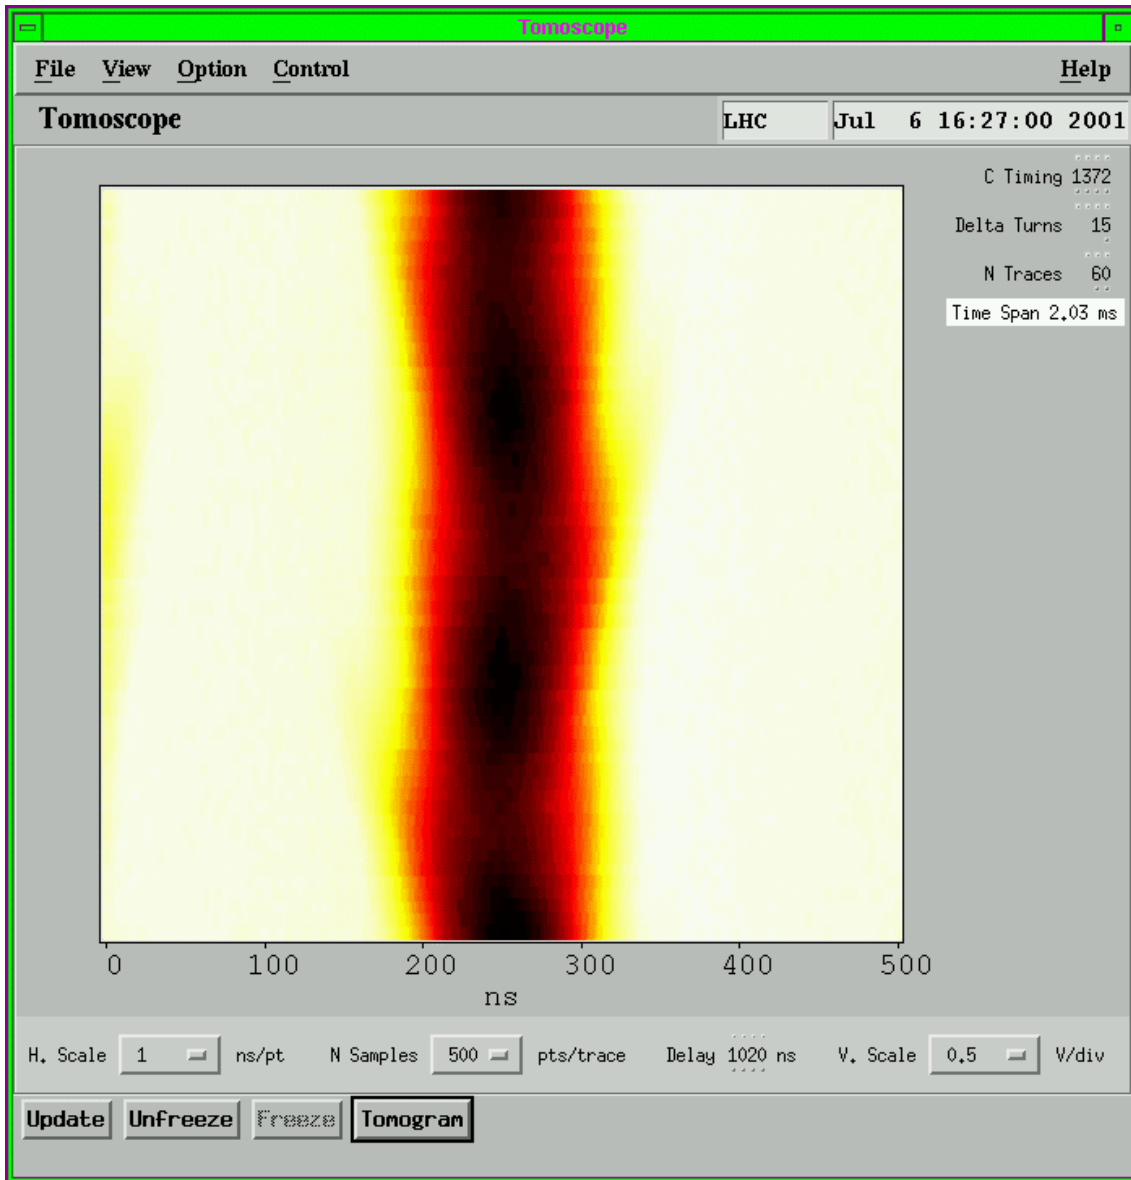 Tomoscope
File View Option Control Help
Tomoscope LHC Jul 6 16:27:00 2001
C Timing 1372
Delta Turns 15
N Traces 60
Time Span 2.03 ms
0 100 200 300 400 500
ns
H. Scale 1 ns/pt N Samples 500 pts/trace Delay 1020 ns V. Scale 0.5 V/div
Update Unfreeze Freeze Tomogram